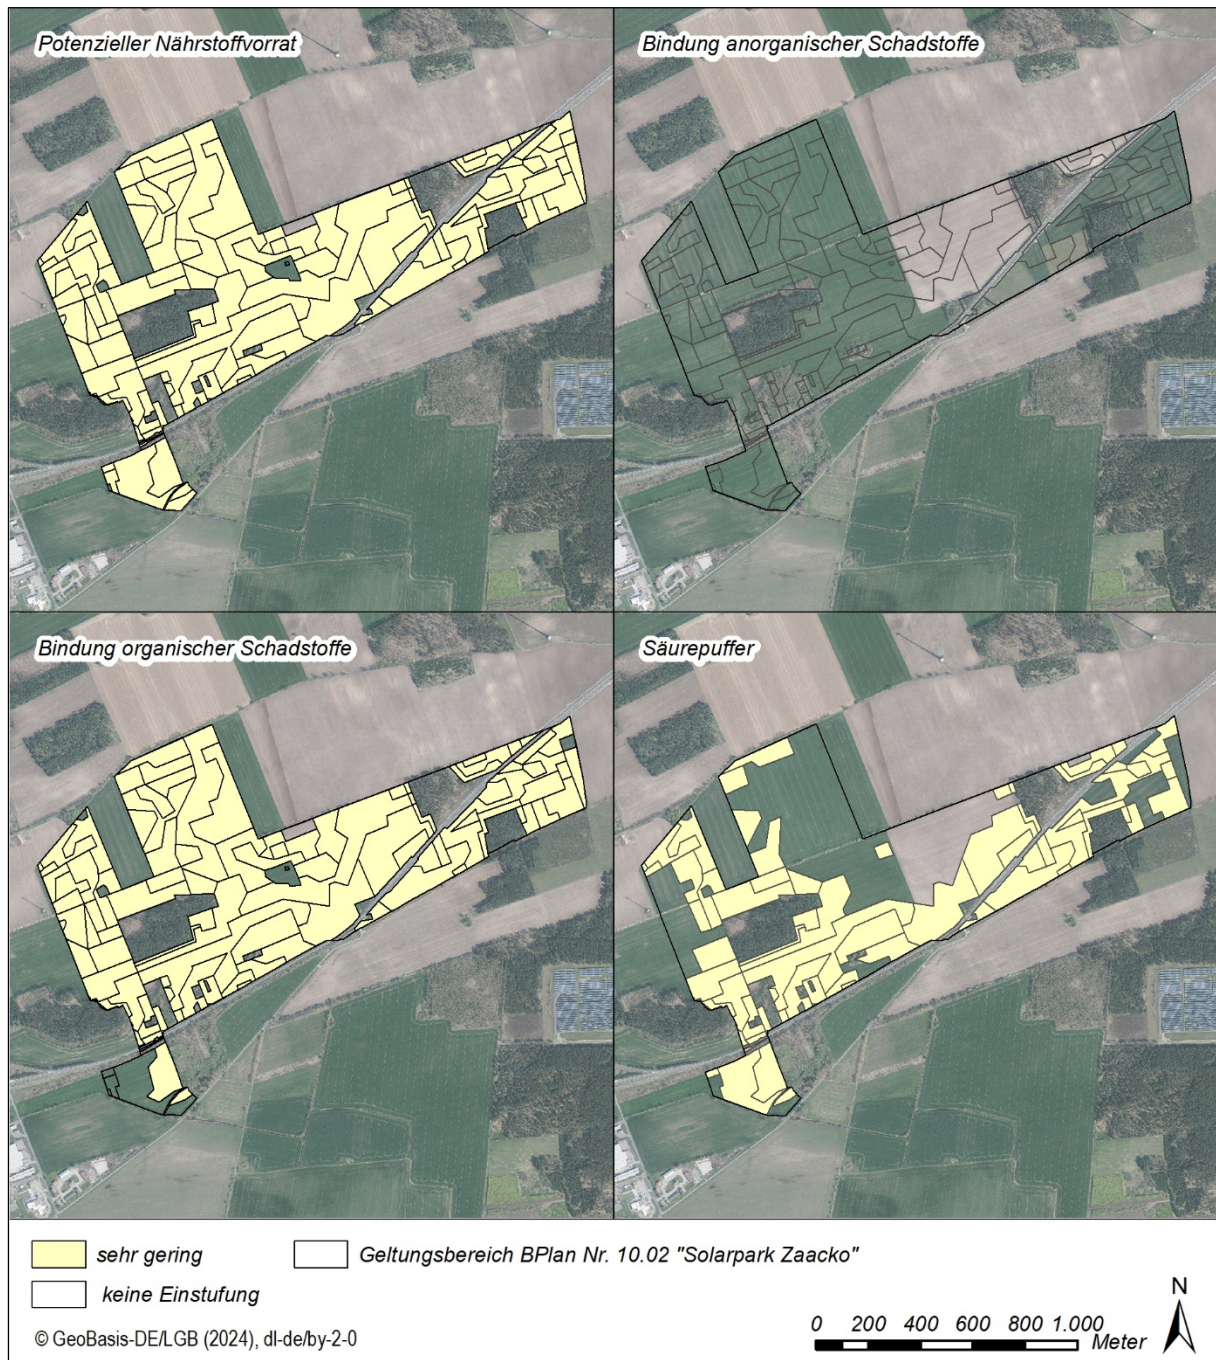 Potenzieller Nährstoffvorrat
Bindung anorganischer Schadstoffe
Bindung organischer Schadstoffe
Säurepuffer
sehr gering
Geltungsbereich BPlan Nr. 10.02 "Solarpark Zaacko"
keine Einstufung
© GeoBasis-DE/LGB (2024), dl-de/by-2-0
0 200 400 600 800 1.000
Meter
N